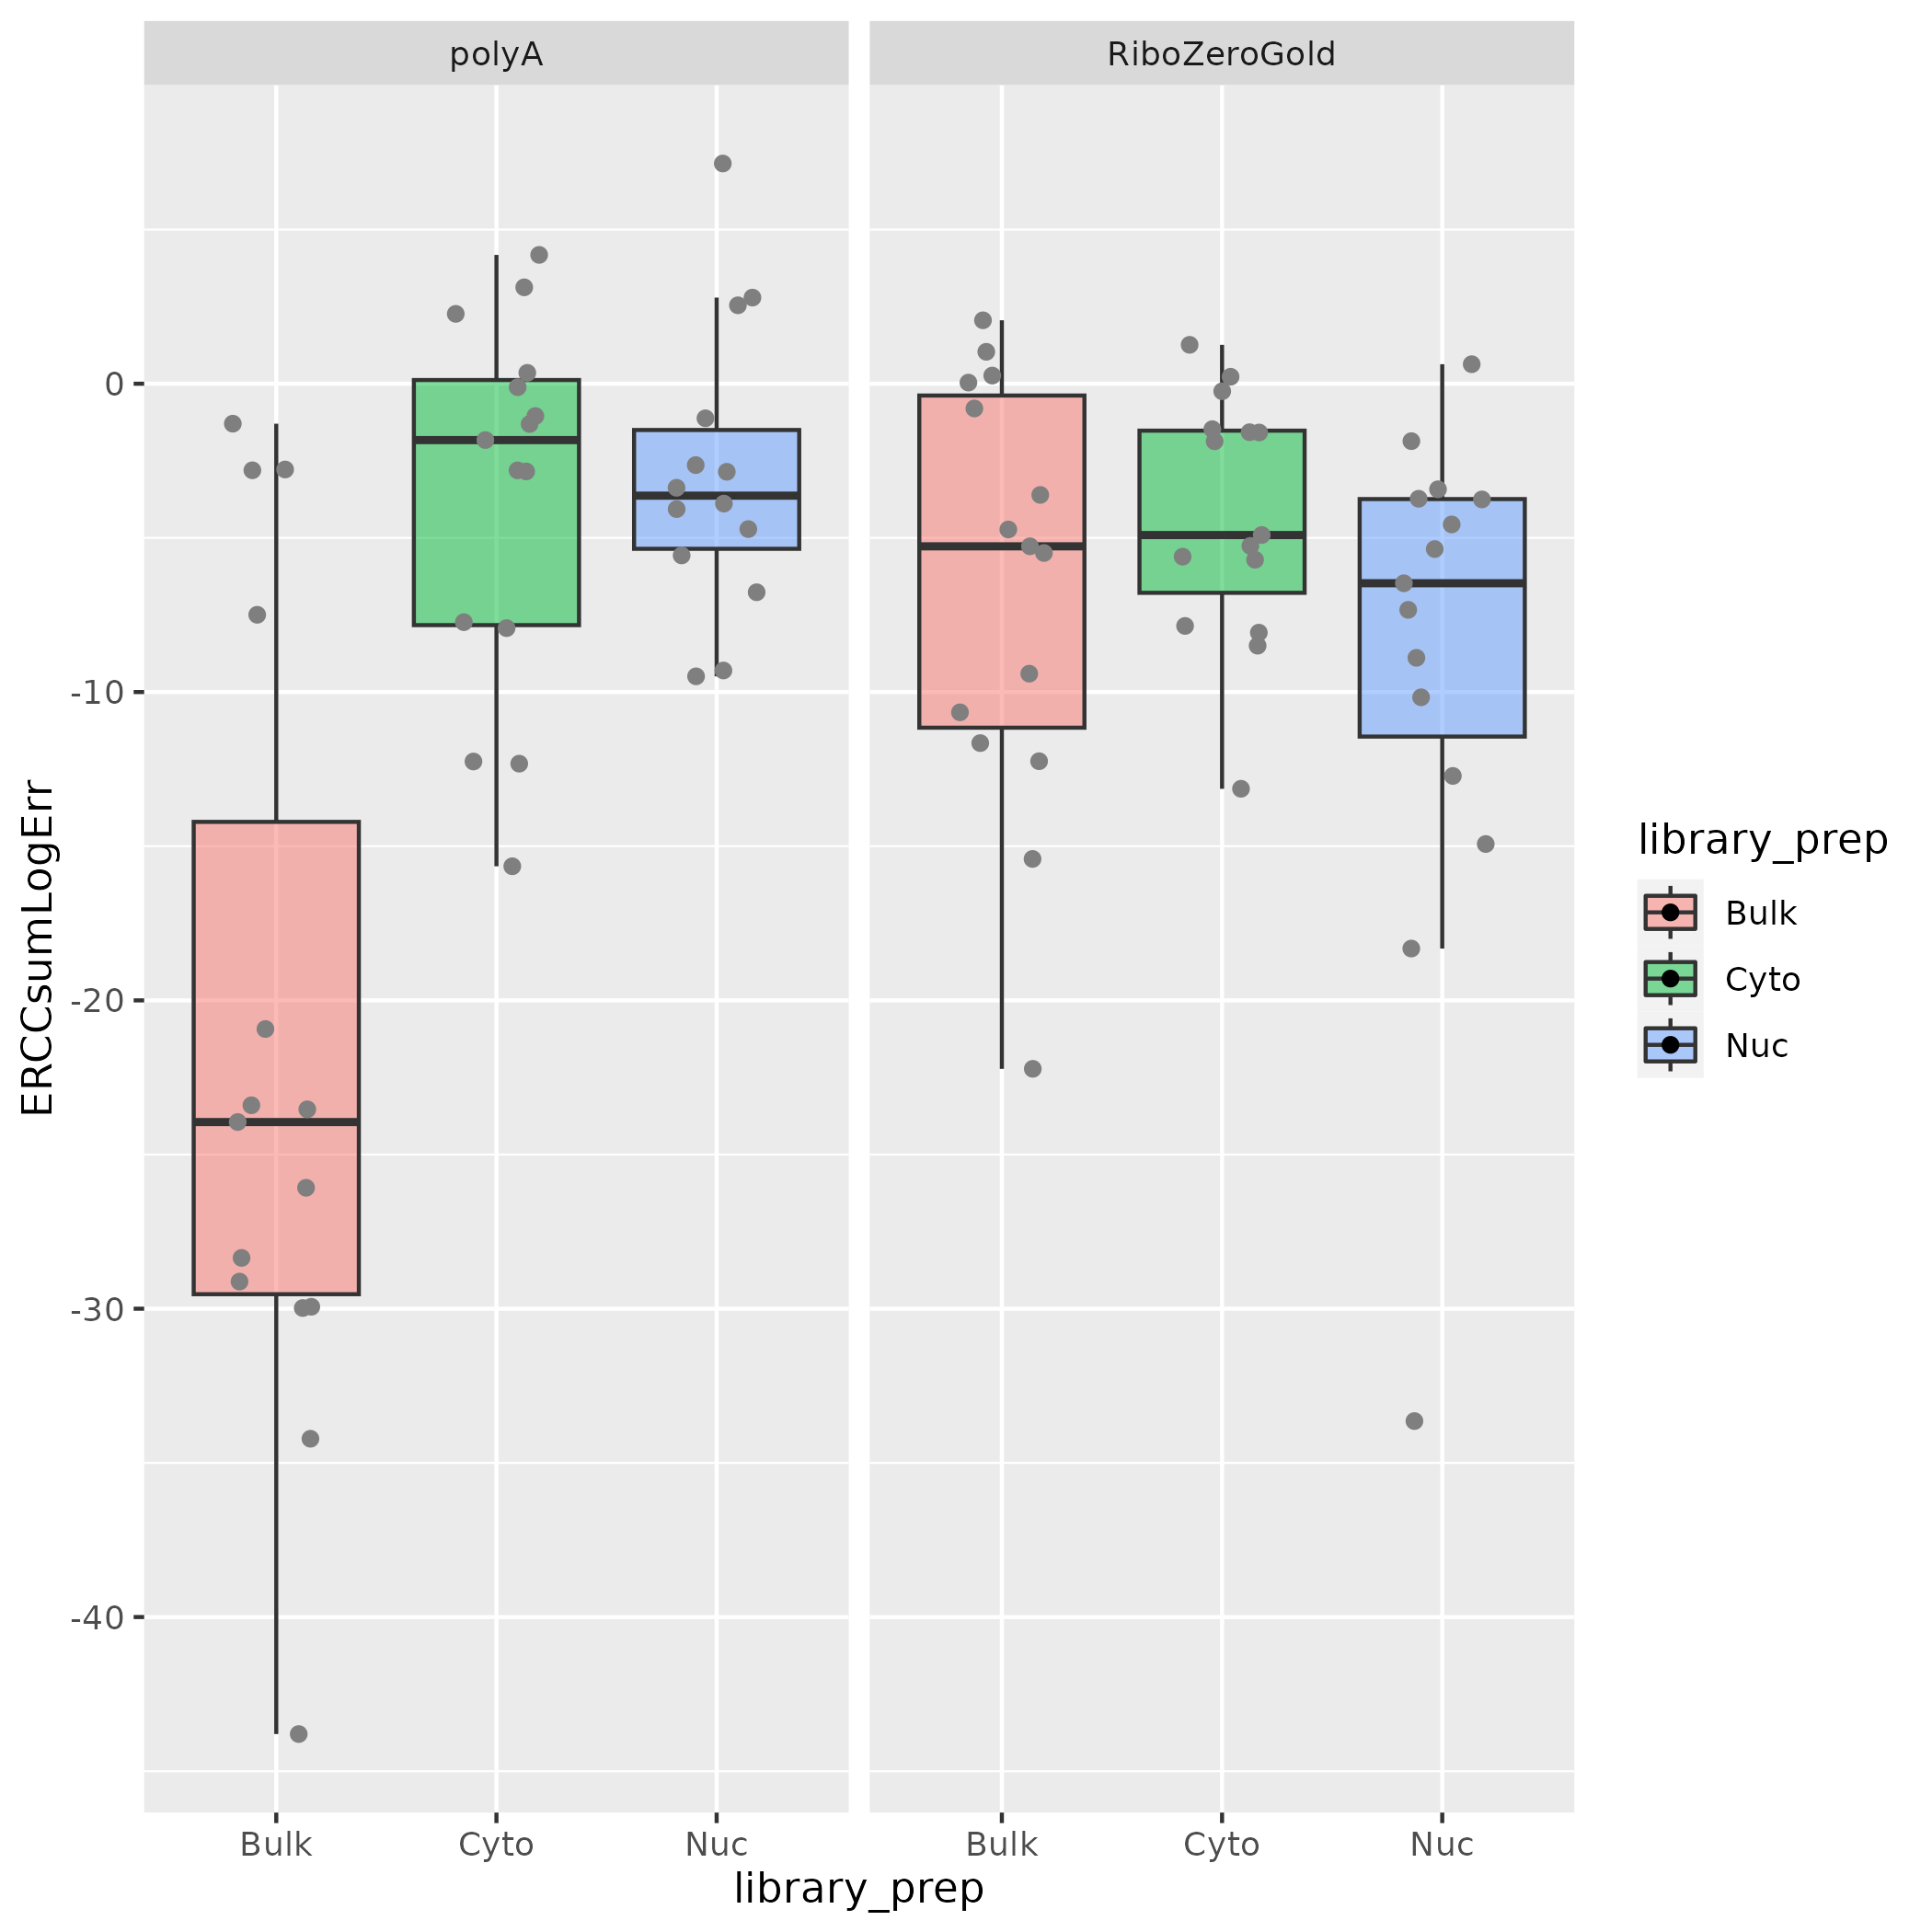 polyA
RiboZeroGold
ERCCsumLogErr
0
-10
-20
-30
-40
Bulk
Cyto
Nuc
Bulk
Cyto
Nuc
library_prep
library_prep
Bulk
Cyto
Nuc